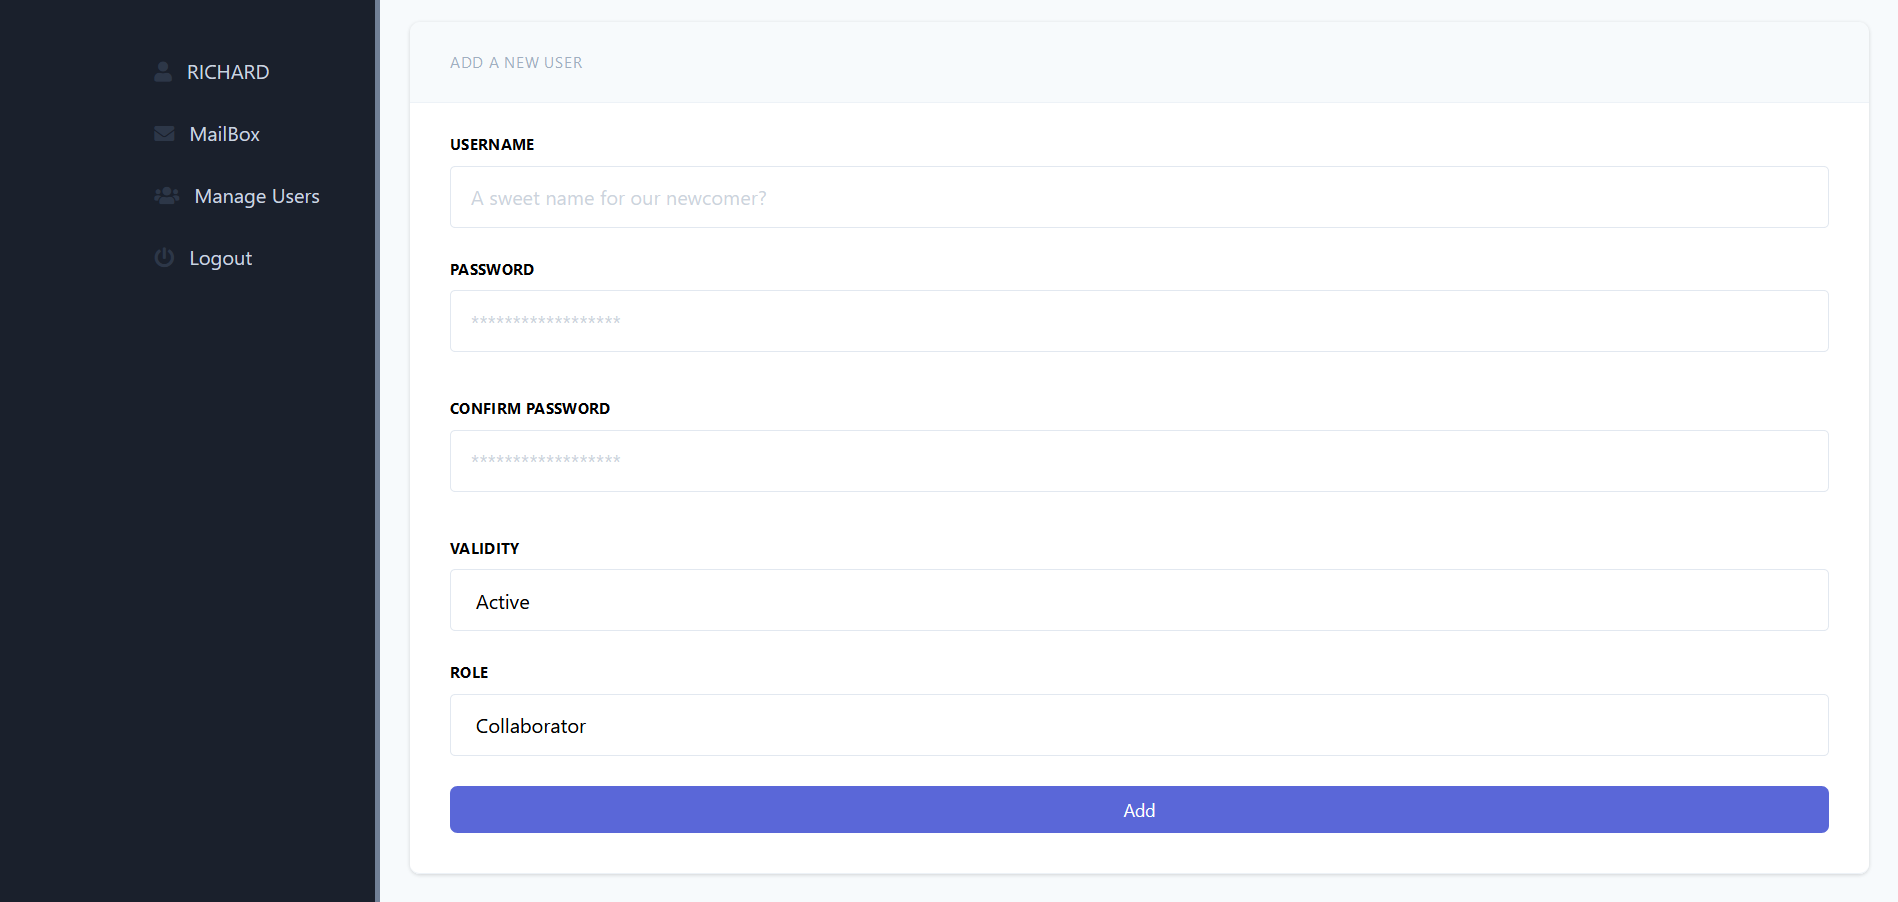 RICHARD
MailBox
Manage Users
Logout
ADD A NEW USER
USERNAME
A sweet name for our newcomer?
PASSWORD
******************
CONFIRM PASSWORD
******************
VALIDITY
Active
ROLE
Collaborator
Add